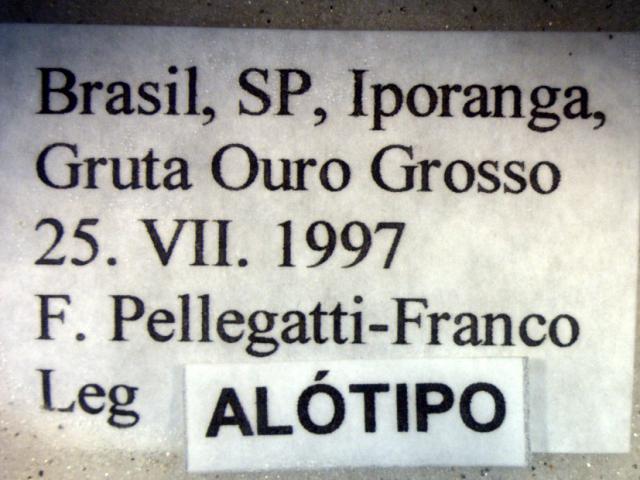 Brasil, SP, Iporanga,
Gruta Ouro Grosso
25. VII. 1997
F. Pellegatti-Franco
Leg ALÓTIPO